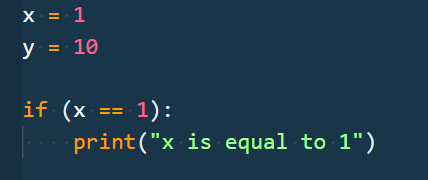 x = 1
y = 10

if (x == 1):
    print("x is equal to 1")